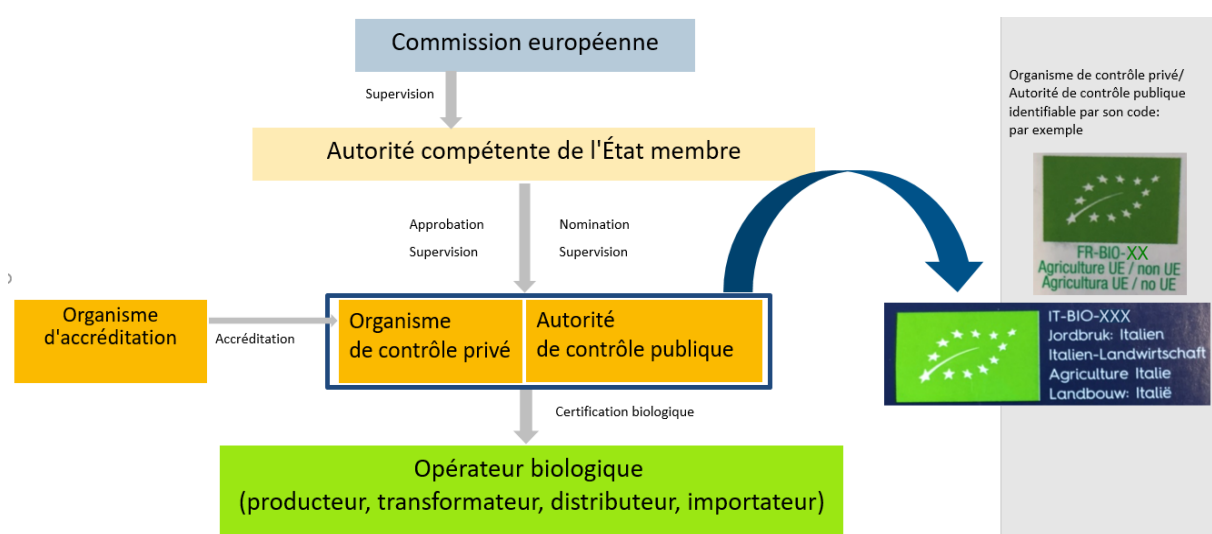 Commission européenne
Supervision
Autorité compétente de l'État membre
Approbation
Supervision
Nomination
Supervision
Organisme
d'accréditation
Accréditation
Organisme
de contrôle privé
Autorité
de contrôle publique
Certification biologique
Opérateur biologique
(producteur, transformateur, distributeur, importateur)
Organisme de contrôle privé/
Autorité de contrôle publique
identifiable par son code:
par exemple
FR-BIO-XX
Agriculture UE / non UE
Agricultura UE / no UE
IT-BIO-XXX
Jordbruk: Italien
Italien-Landwirtschaft
Agriculture Italie
Landbouw: Italië